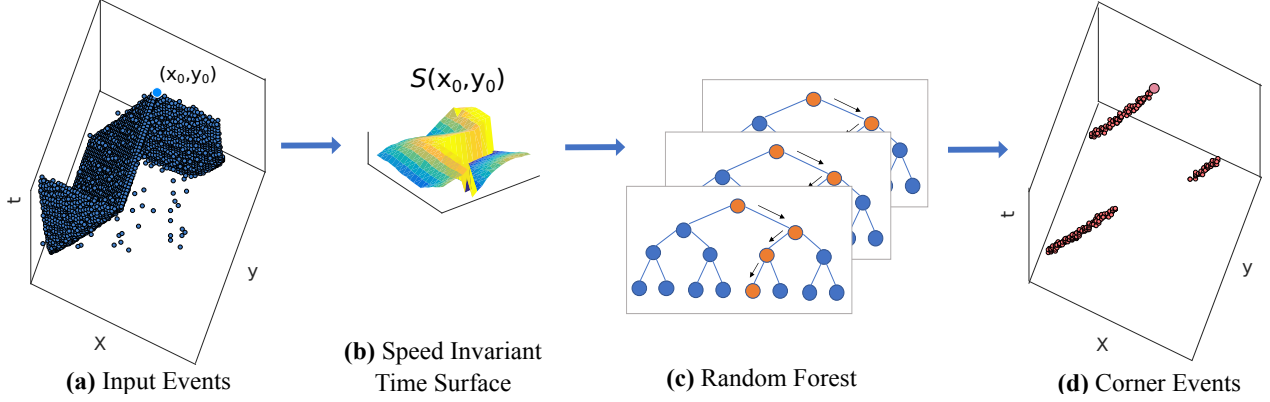 (x₀,y₀)
t
X
y
(a) Input Events
S(x₀,y₀)
(b) Speed Invariant
Time Surface
(c) Random Forest
t
X
y
(d) Corner Events